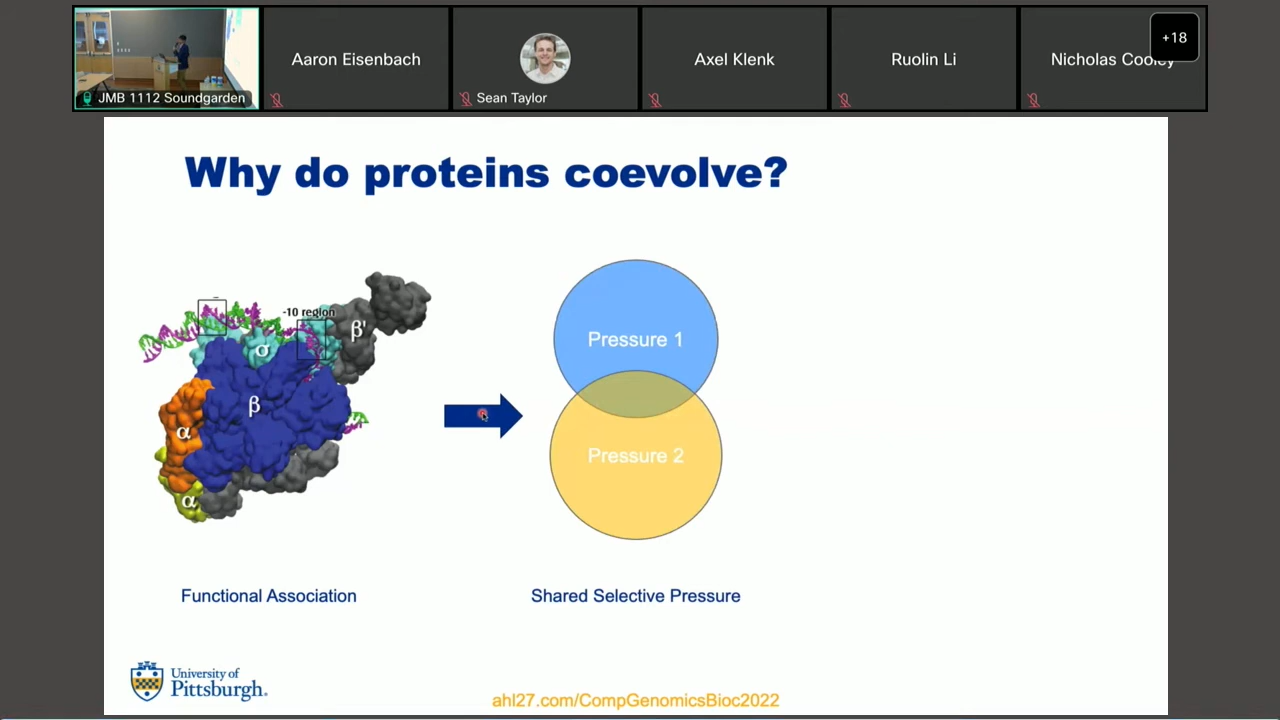 JMB 1112 Soundgarden
Aaron Eisenbach
Sean Taylor
Axel Klenk
Ruolin Li
Nicholas Cooley
+18
Why do proteins coevolve?
-10 region
β'
σ
β
α
α
Pressure 1
Pressure 2
Functional Association
Shared Selective Pressure
University of
Pittsburgh®
ahl27.com/CompGenomicsBioc2022